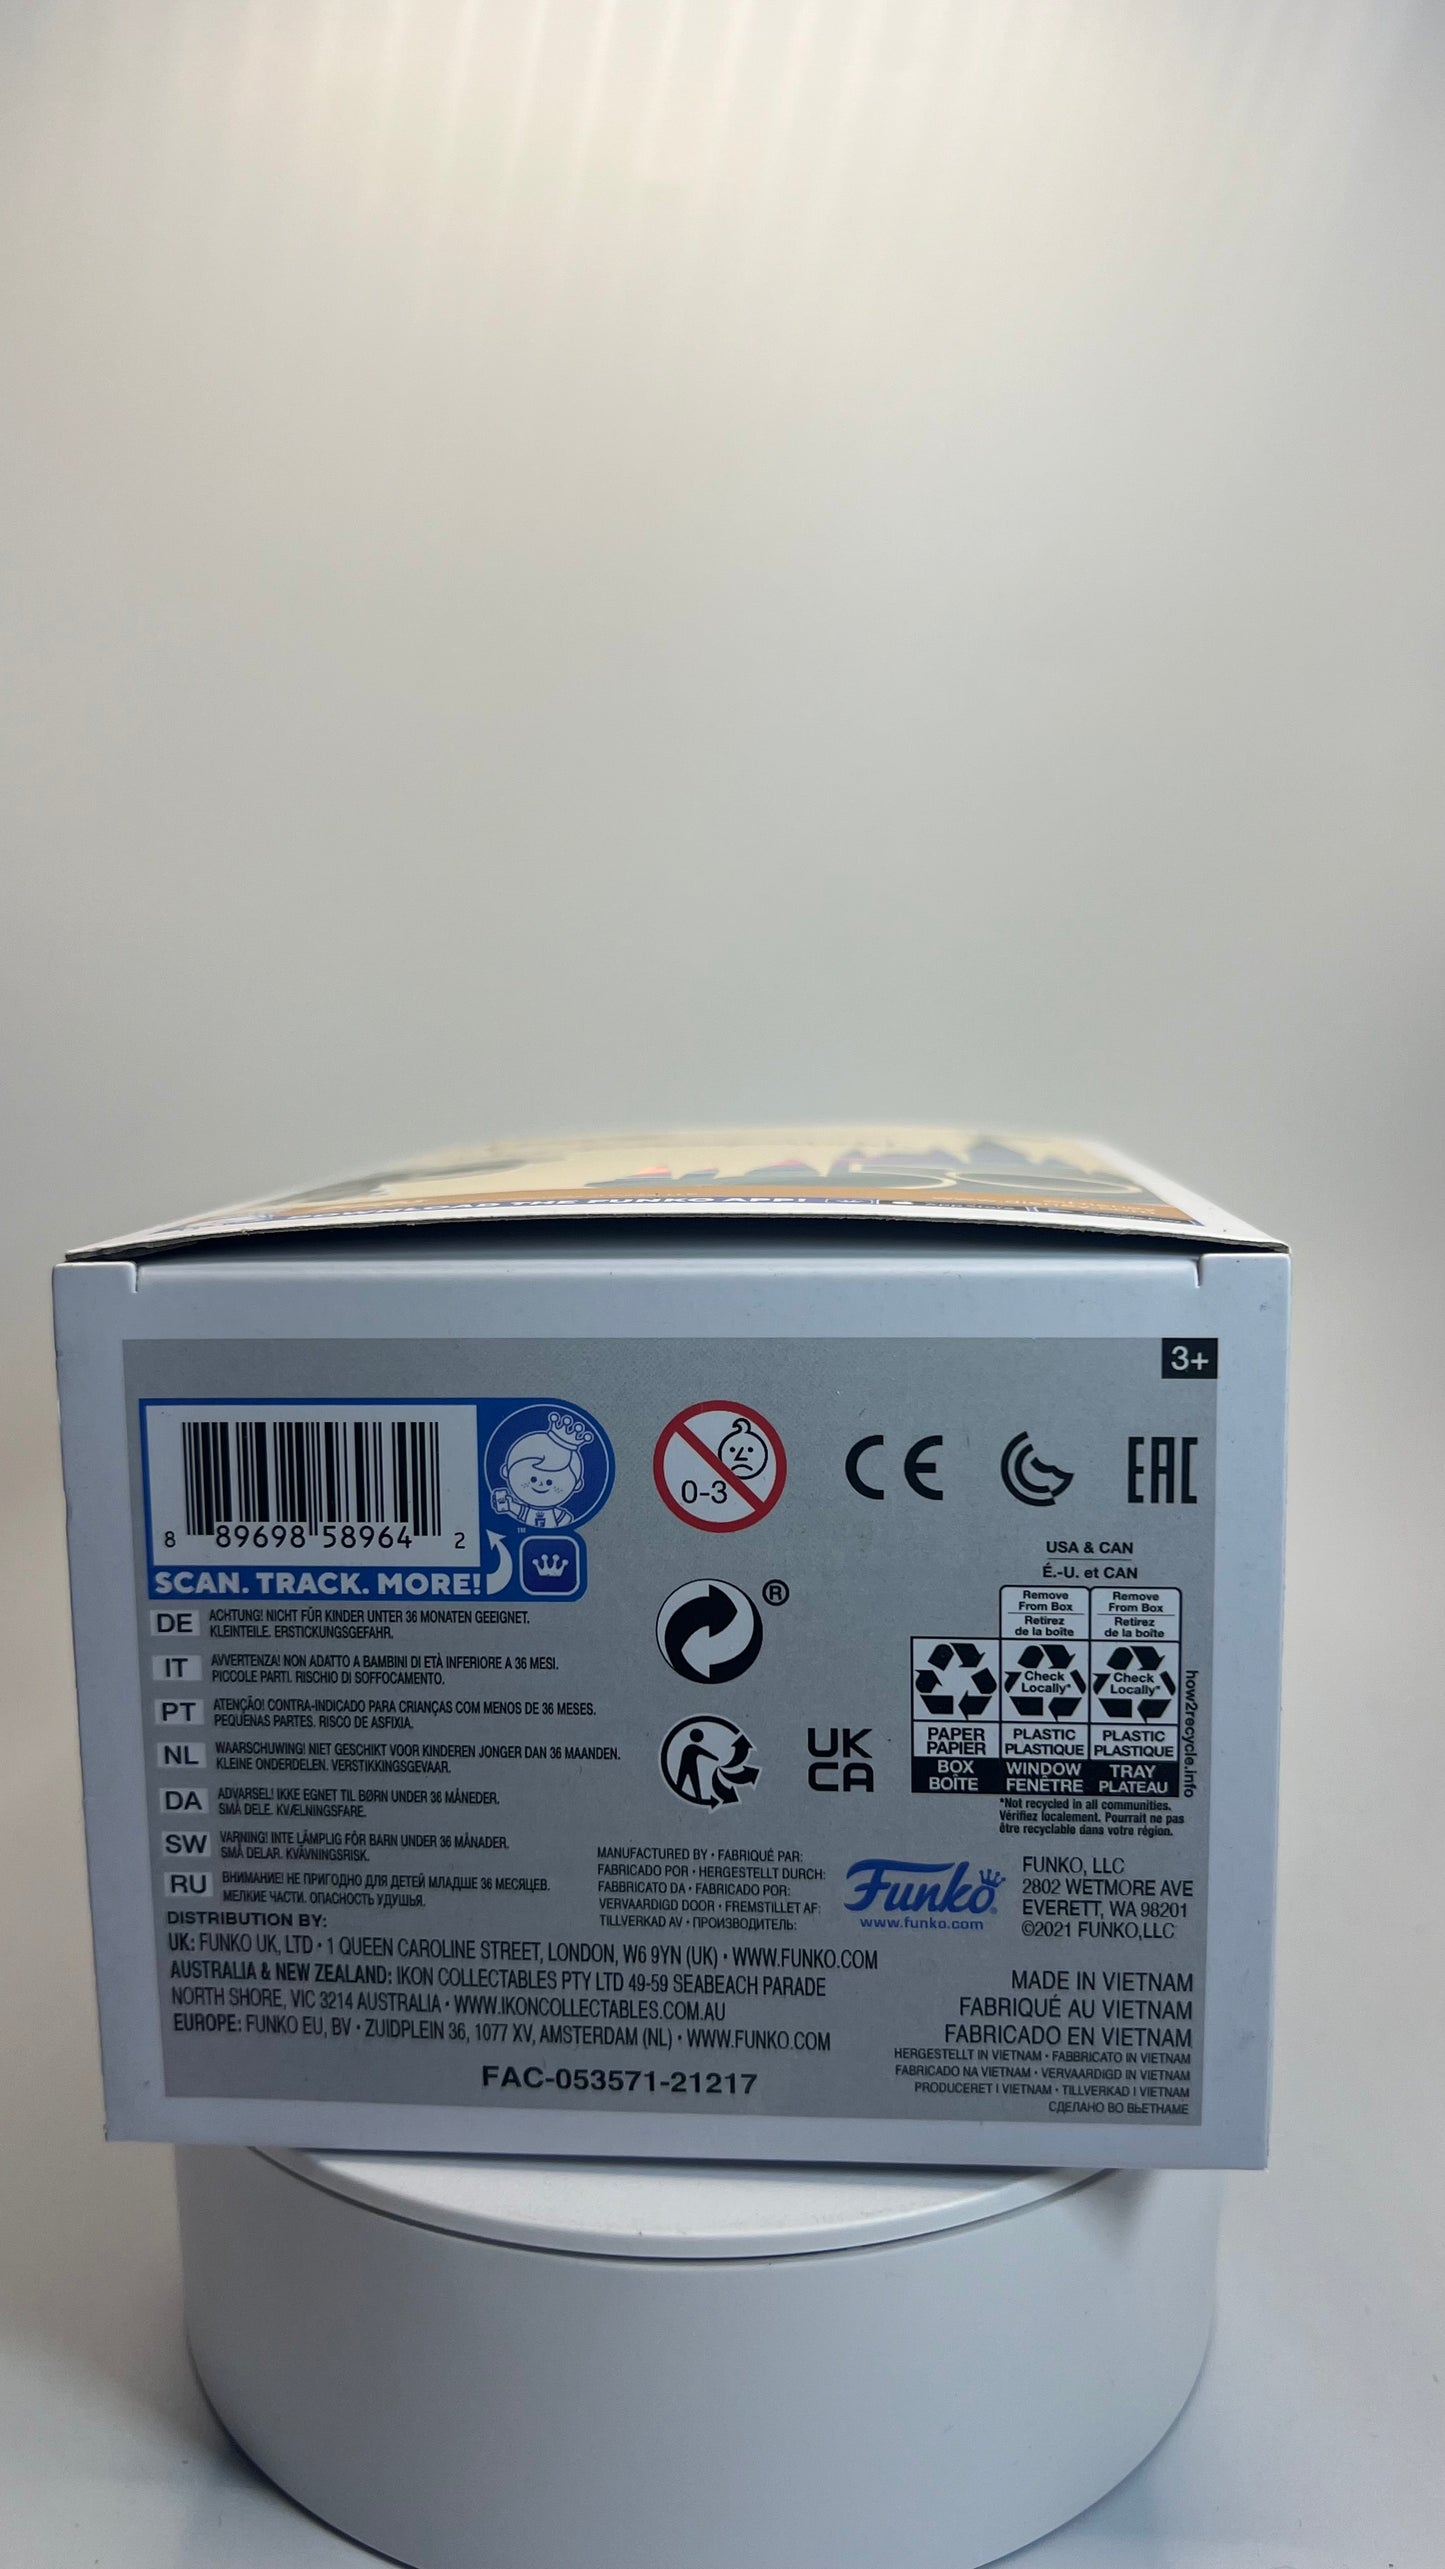 DOWNLOAD THE FUNKO APP!
3+
8 89698 58964 2
SCAN. TRACK. MORE!
TM
0-3
CE
EAC
DE ACHTUNG! NICHT FÜR KINDER UNTER 36 MONATEN GEEIGNET.
KLEINTEILE. ERSTICKUNGSGEFAHR.
IT AVVERTENZA! NON ADATTO A BAMBINI DI ETÀ INFERIORE A 36 MESI.
PICCOLE PARTI. RISCHIO DI SOFFOCAMENTO.
PT ATENÇÃO! CONTRA-INDICADO PARA CRIANÇAS COM MENOS DE 36 MESES.
PEQUENAS PARTES. RISCO DE ASFIXIA.
NL WAARSCHUWING! NIET GESCHIKT VOOR KINDEREN JONGER DAN 36 MAANDEN.
KLEINE ONDERDELEN. VERSTIKKINGSGEVAAR.
DA ADVARSEL! IKKE EGNET TIL BØRN UNDER 36 MÅNEDER.
SMÅ DELE. KVÆLNINGSFARE.
SW VARNING! INTE LÄMPLIG FÖR BARN UNDER 36 MÅNADER.
SMÅ DELAR. KVÄVNINGSRISK.
RU ВНИМАНИЕ! НЕ ПРИГОДНО ДЛЯ ДЕТЕЙ МЛАДШЕ 36 МЕСЯЦЕВ.
МЕЛКИЕ ЧАСТИ. ОПАСНОСТЬ УДУШЬЯ.
®
UK
CA
USA & CAN
É.-U. et CAN
Remove
From Box
Retirez
de la boîte
Remove
From Box
Retirez
de la boîte
Check
Locally*
Check
Locally*
PAPER
PAPIER
PLASTIC
PLASTIQUE
PLASTIC
PLASTIQUE
BOX
BOÎTE
WINDOW
FENÊTRE
TRAY
PLATEAU
how2recycle.info
*Not recycled in all communities.
Vérifiez localement. Pourrait ne pas
être recyclable dans votre région.
MANUFACTURED BY • FABRIQUÉ PAR:
FABRICADO POR • HERGESTELLT DURCH:
FABBRICATO DA • FABRICADO POR:
VERVAARDIGD DOOR • FREMSTILLET AF:
TILLVERKAD AV • ПРОИЗВОДИТЕЛЬ:
Funko
www.funko.com
FUNKO, LLC
2802 WETMORE AVE
EVERETT, WA 98201
©2021 FUNKO,LLC
DISTRIBUTION BY:
UK: FUNKO UK, LTD • 1 QUEEN CAROLINE STREET, LONDON, W6 9YN (UK) • WWW.FUNKO.COM
AUSTRALIA & NEW ZEALAND: IKON COLLECTABLES PTY LTD 49-59 SEABEACH PARADE
NORTH SHORE, VIC 3214 AUSTRALIA • WWW.IKONCOLLECTABLES.COM.AU
EUROPE: FUNKO EU, BV • ZUIDPLEIN 36, 1077 XV, AMSTERDAM (NL) • WWW.FUNKO.COM
FAC-053571-21217
MADE IN VIETNAM
FABRIQUÉ AU VIETNAM
FABRICADO EN VIETNAM
HERGESTELLT IN VIETNAM • FABBRICATO IN VIETNAM
FABRICADO NA VIETNAM • VERVAARDIGD IN VIETNAM
PRODUCERET I VIETNAM • TILLVERKAD I VIETNAM
СДЕЛАНО ВО ВЬЕТНАМЕ